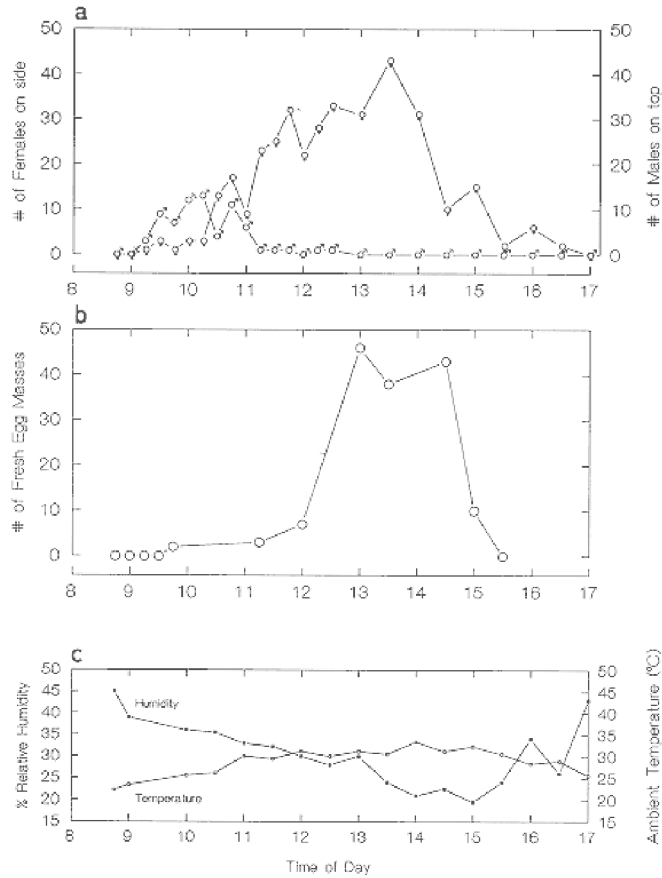 a
50
40
30
20
10
0
# of Females on side
50
40
30
20
10
0
# of Males on top
8 9 10 11 12 13 14 15 16 17
b
50
40
30
20
10
0
# of Fresh Egg Masses
8 9 10 11 12 13 14 15 16 17
c
50
45
40
35
30
25
20
15
% Relative Humidity
Humidity
Temperature
50
45
40
35
30
25
20
15
Ambient Temperature (°C)
8 9 10 11 12 13 14 15 16 17
Time of Day